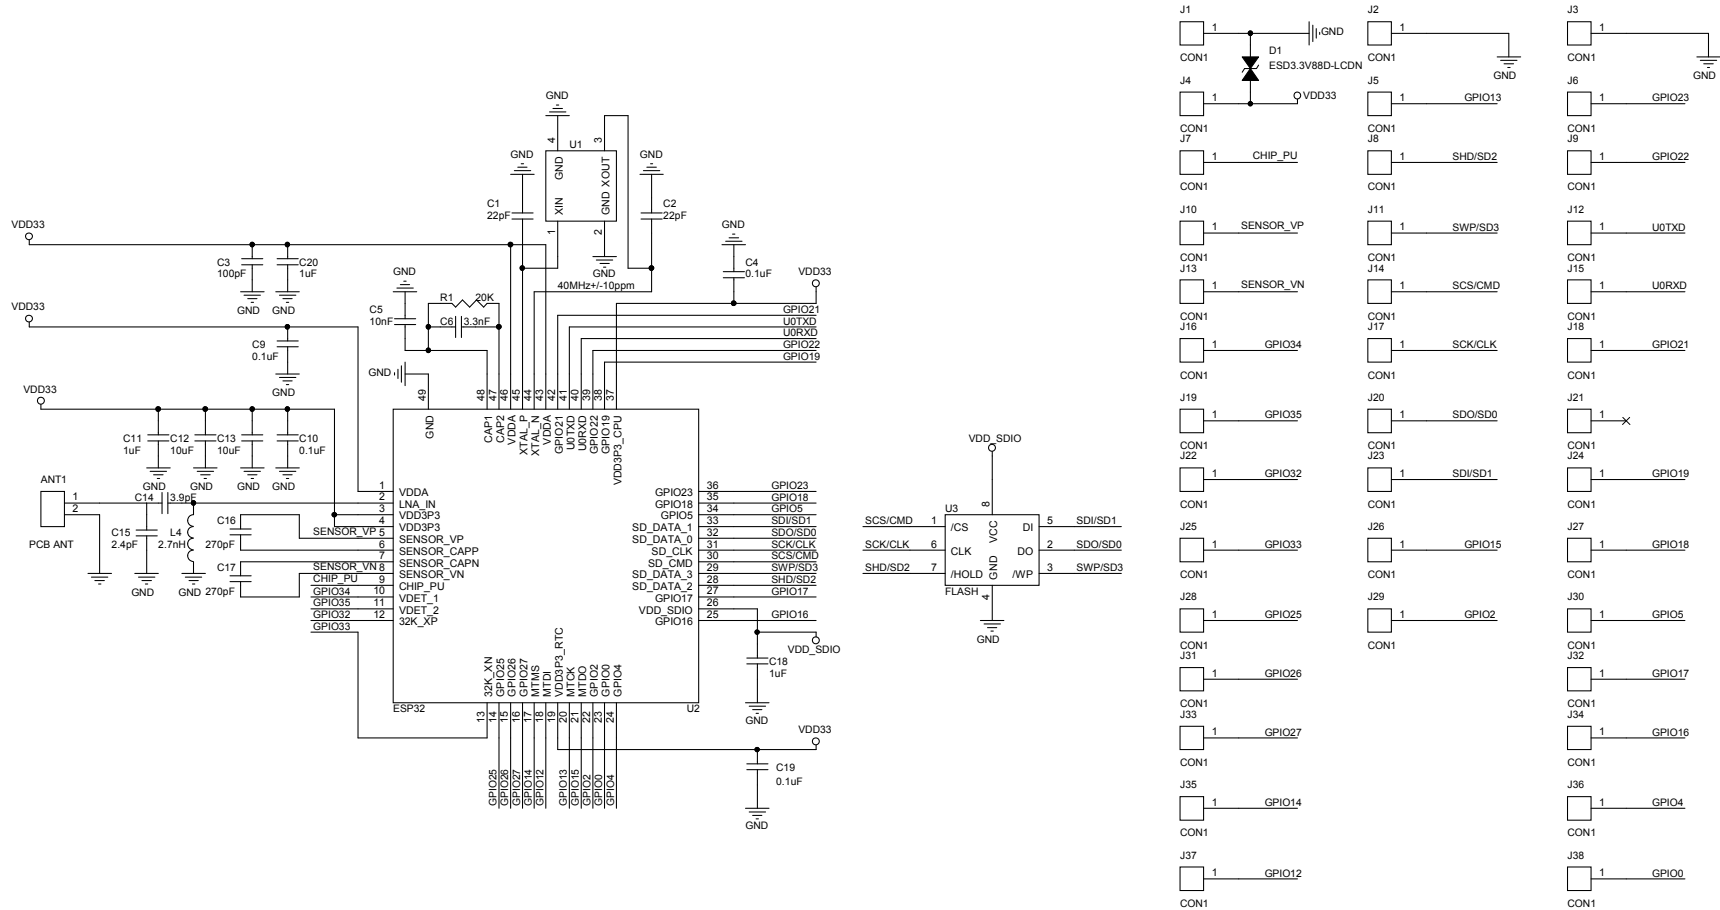 VDD33
C3
100pF
C20
1uF
GND
GND
VDD33
C9
0.1uF
GND
VDD33
C11
1uF
C12
10uF
C13
10uF
C10
0.1uF
GND
GND
GND
GND
ANT1
1
2
PCB ANT
C14
3.9pF
C15
2.4pF
L4
2.7nH
GND
GND
C16
270pF
C17
270pF
GND
GND
4
3
U1
GND
XOUT
XIN
GND
1
2
GND
40MHz+/-10ppm
GND
C1
22pF
GND
C2
22pF
GND
C4
0.1uF
VDD33
GND
C5
10nF
R1
20K
C6
3.3nF
GND
GPIO21
U0TXD
U0RXD
GPIO22
GPIO19
49
48
47
46
45
44
43
42
41
40
39
38
37
GND
CAP1
CAP2
VDDA
XTAL_P
XTAL_N
VDDA
GPIO21
U0TXD
U0RXD
GPIO22
GPIO19
VDD3P3_CPU
1 VDDA
2 LNA_IN
3 VDD3P3
4 VDD3P3
SENSOR_VP 5 SENSOR_VP
6 SENSOR_CAPP
7 SENSOR_CAPN
SENSOR_VN 8 SENSOR_VN
CHIP_PU 9 CHIP_PU
GPIO34 10 VDET_1
GPIO35 11 VDET_2
GPIO32 12 32K_XP
GPIO33
GPIO23 36 GPIO23
GPIO18 35 GPIO18
GPIO5 34 GPIO5
SD_DATA_1 33 SDI/SD1
SD_DATA_0 32 SDO/SD0
SD_CLK 31 SCK/CLK
SD_CMD 30 SCS/CMD
SD_DATA_3 29 SWP/SD3
SD_DATA_2 28 SHD/SD2
GPIO17 27 GPIO17
VDD_SDIO 26
GPIO16 25 GPIO16
VDD_SDIO
C18
1uF
GND
32K_XN
GPIO25
GPIO26
GPIO27
MTMS
MTDI
VDD3P3_RTC
MTCK
MTDO
GPIO2
GPIO0
GPIO4
ESP32
U2
13
14
15
16
17
18
19
20
21
22
23
24
GPIO25
GPIO26
GPIO27
GPIO14
GPIO12
GPIO13
GPIO15
GPIO2
GPIO0
GPIO4
VDD33
C19
0.1uF
GND
VDD_SDIO
8
U3
SCS/CMD 1 /CS
SCK/CLK 6 CLK
SHD/SD2 7 /HOLD
VCC
GND
DI 5 SDI/SD1
DO 2 SDO/SD0
/WP 3 SWP/SD3
FLASH
4
GND
J1
1
GND
CON1
D1
ESD3.3V88D-LCDN
J4
1
VDD33
CON1
J7
1
CHIP_PU
CON1
J10
1
SENSOR_VP
CON1
J13
1
SENSOR_VN
CON1
J16
1
GPIO34
CON1
J19
1
GPIO35
CON1
J22
1
GPIO32
CON1
J25
1
GPIO33
CON1
J28
1
GPIO25
CON1
J31
1
GPIO26
CON1
J33
1
GPIO27
CON1
J35
1
GPIO14
CON1
J37
1
GPIO12
CON1
J2
1
CON1
GND
J5
1
GPIO13
CON1
J8
1
SHD/SD2
CON1
J11
1
SWP/SD3
CON1
J14
1
SCS/CMD
CON1
J17
1
SCK/CLK
CON1
J20
1
SDO/SD0
CON1
J23
1
SDI/SD1
CON1
J26
1
GPIO15
CON1
J29
1
GPIO2
CON1
J3
1
CON1
GND
J6
1
GPIO23
CON1
J9
1
GPIO22
CON1
J12
1
U0TXD
CON1
J15
1
U0RXD
CON1
J18
1
GPIO21
CON1
J21
1
CON1
J24
1
GPIO19
CON1
J27
1
GPIO18
CON1
J30
1
GPIO5
CON1
J32
1
GPIO17
CON1
J34
1
GPIO16
CON1
J36
1
GPIO4
CON1
J38
1
GPIO0
CON1